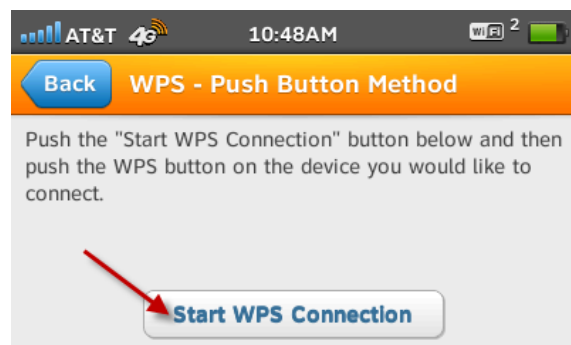 AT&T 4G 10:48AM WiFi 2
Back WPS - Push Button Method
Push the "Start WPS Connection" button below and then
push the WPS button on the device you would like to
connect.
Start WPS Connection